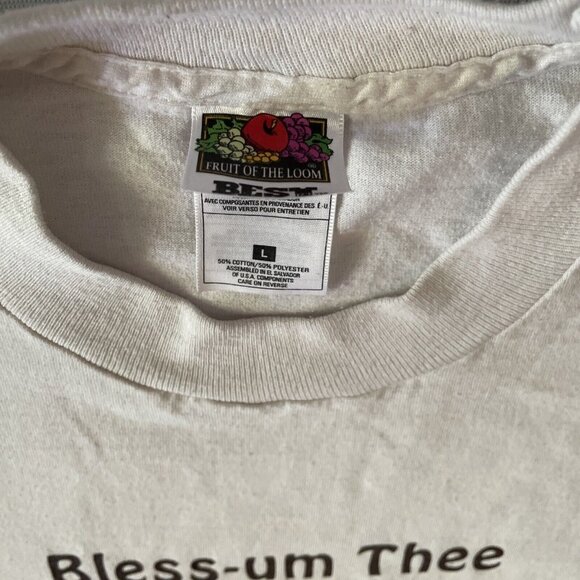 FRUIT OF THE LOOM ®
BEST
AVEC COMPOSANTES EN PROVENANCE DES É.-U
VOIR VERSO POUR ENTRETIEN
L
50% COTTON/50% POLYESTER
ASSEMBLED IN EL SALVADOR
OF U.S.A. COMPONENTS
CARE ON REVERSE
Bless-um Thee